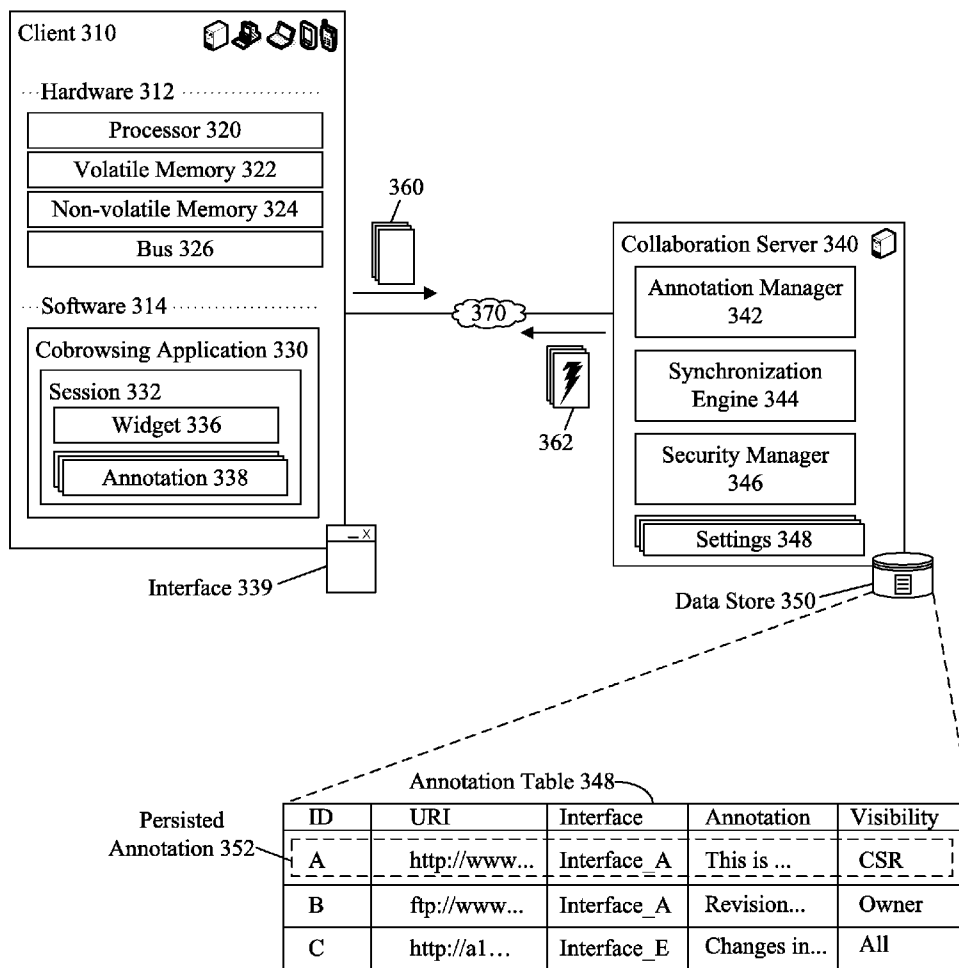 Client 310
Hardware 312
Processor 320
Volatile Memory 322
Non-volatile Memory 324
Bus 326
Software 314
Cobrowsing Application 330
Session 332
Widget 336
Annotation 338
Interface 339
360
370
362
Collaboration Server 340
Annotation Manager
342
Synchronization
Engine 344
Security Manager
346
Settings 348
Data Store 350
Annotation Table 348
Persisted
Annotation 352
ID URI Interface Annotation Visibility
A http://www... Interface_A This is ... CSR
B ftp://www... Interface_A Revision... Owner
C http://a1... Interface_E Changes in... All